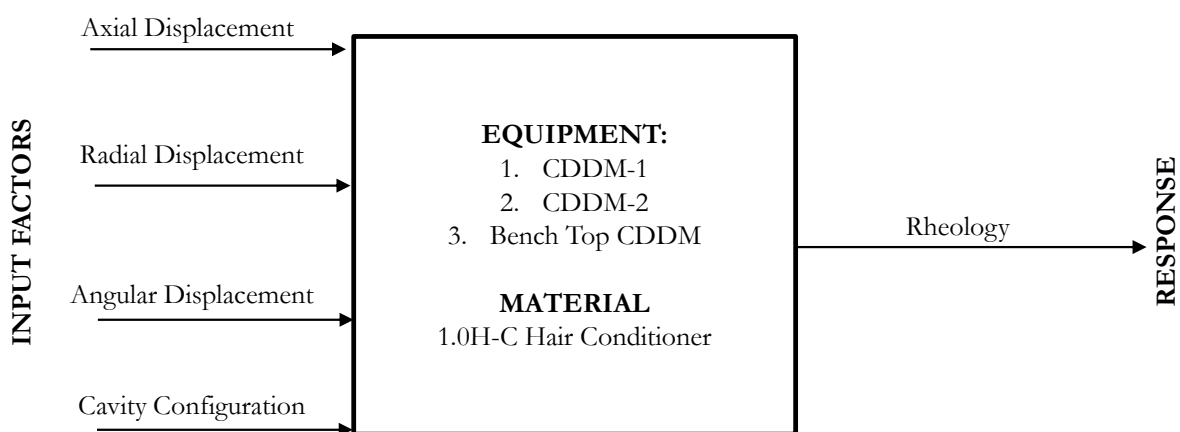 INPUT FACTORS
Axial Displacement
Radial Displacement
Angular Displacement
Cavity Configuration
EQUIPMENT:
1. CDDM-1
2. CDDM-2
3. Bench Top CDDM
MATERIAL
1.0H-C Hair Conditioner
Rheology
RESPONSE